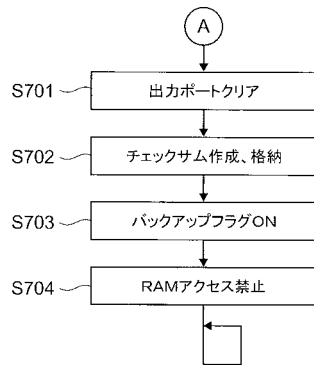 A
S701 出力ポートクリア
S702 チェックサム作成、格納
S703 バックアップフラグON
S704 RAMアクセス禁止